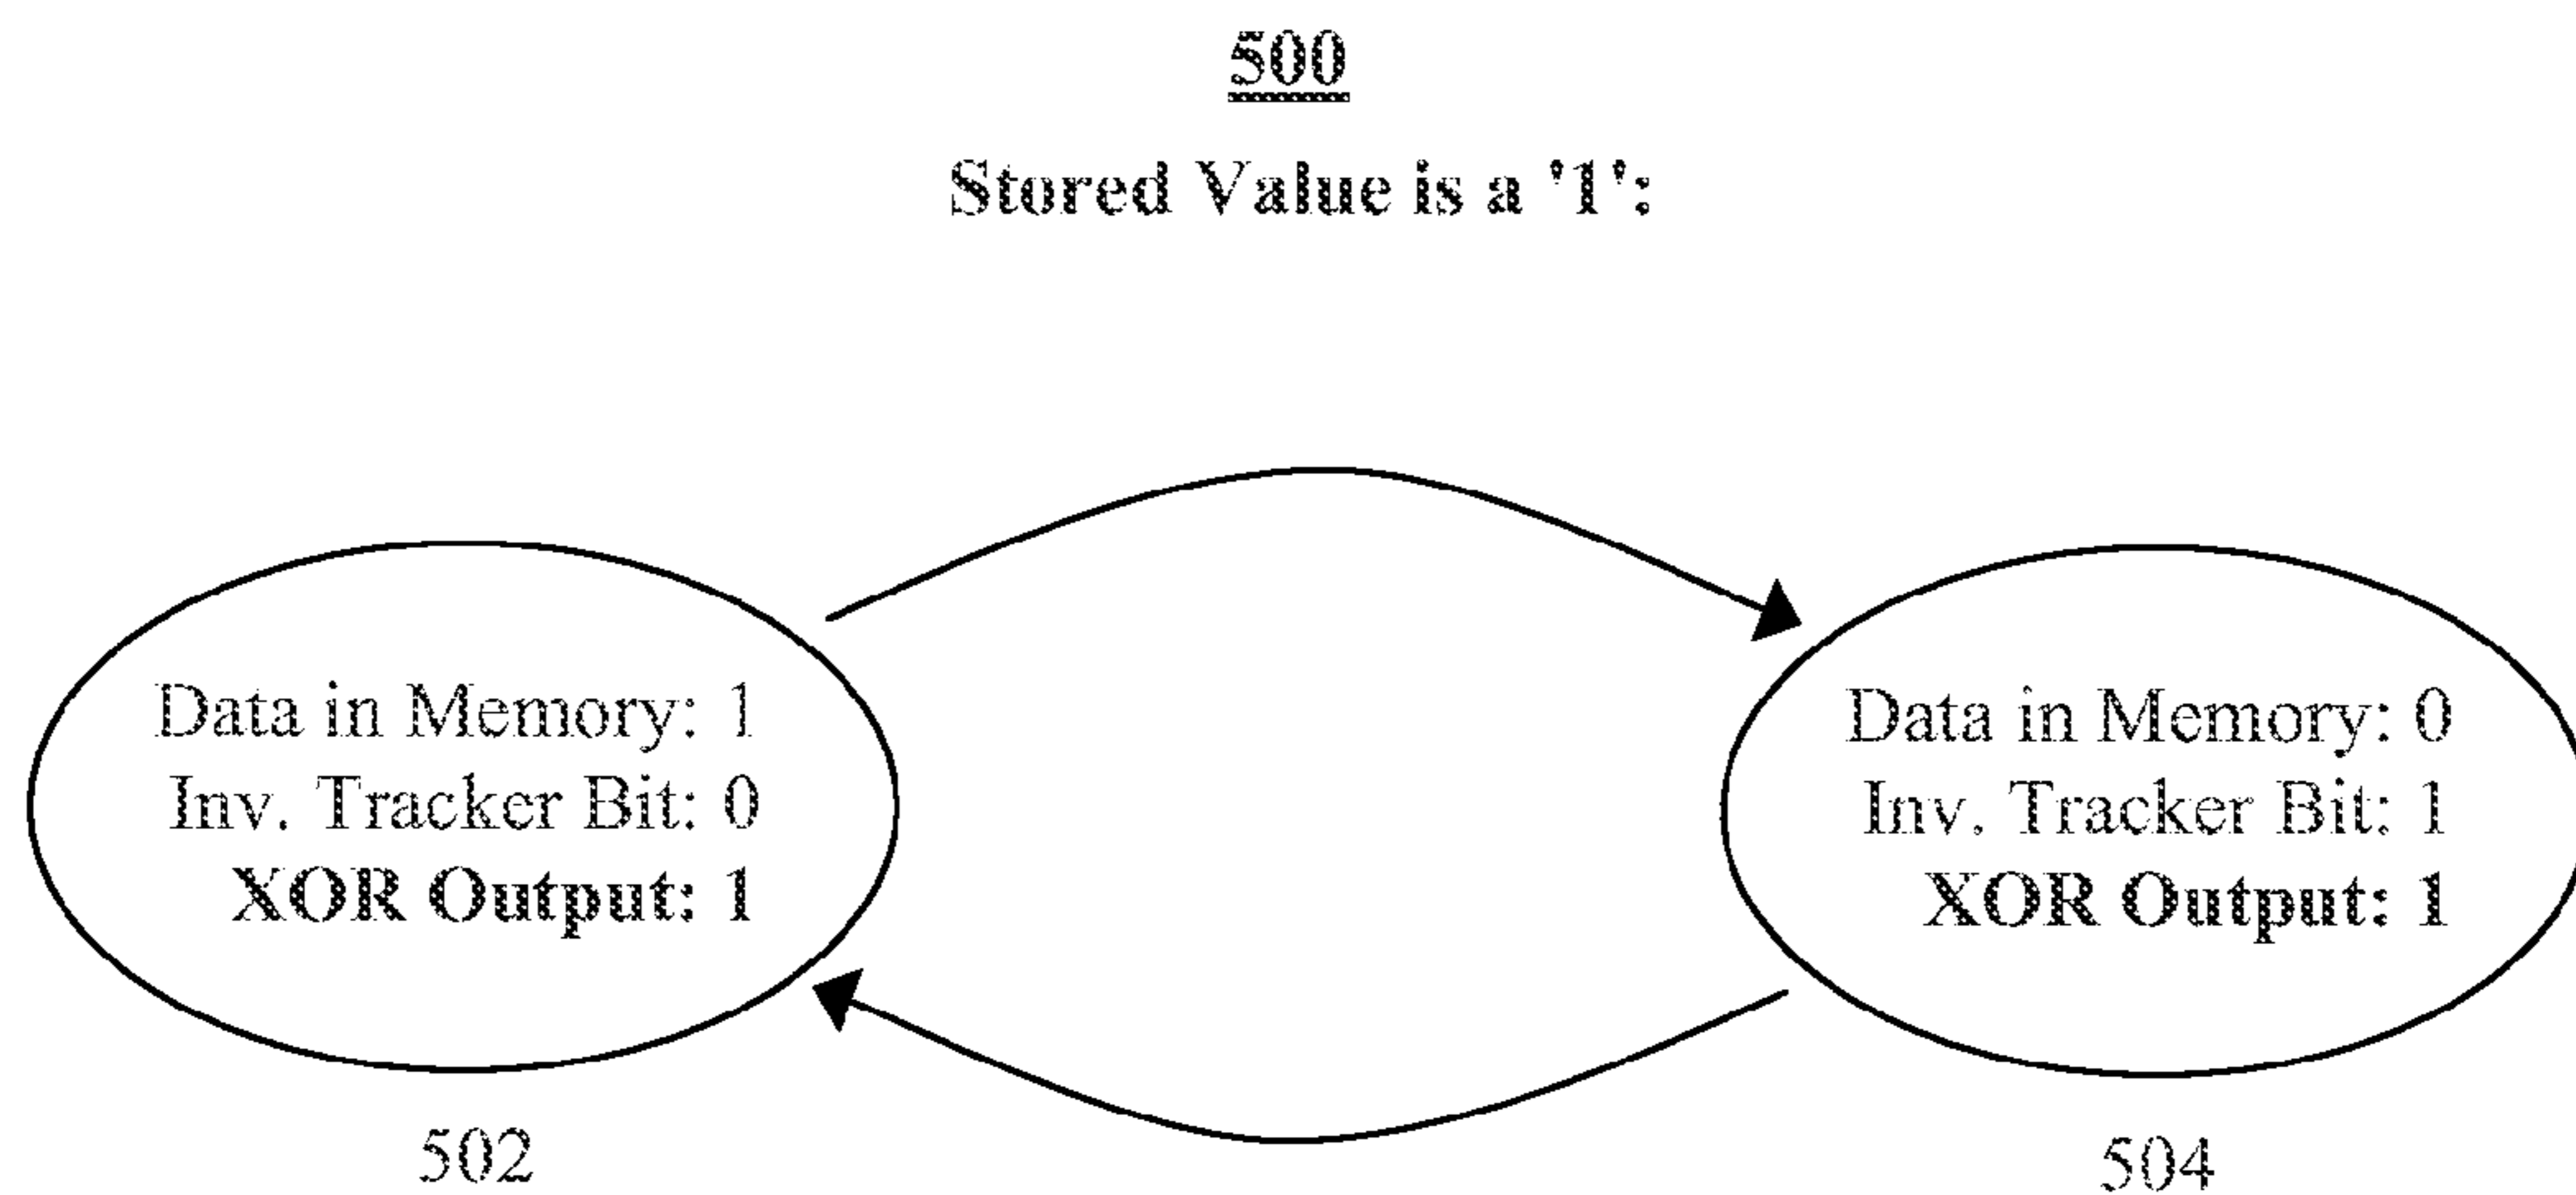 500
Stored Value is a '1':
Data in Memory: 1
Inv. Tracker Bit: 0
XOR Output: 1
502
Data in Memory: 0
Inv. Tracker Bit: 1
XOR Output: 1
504